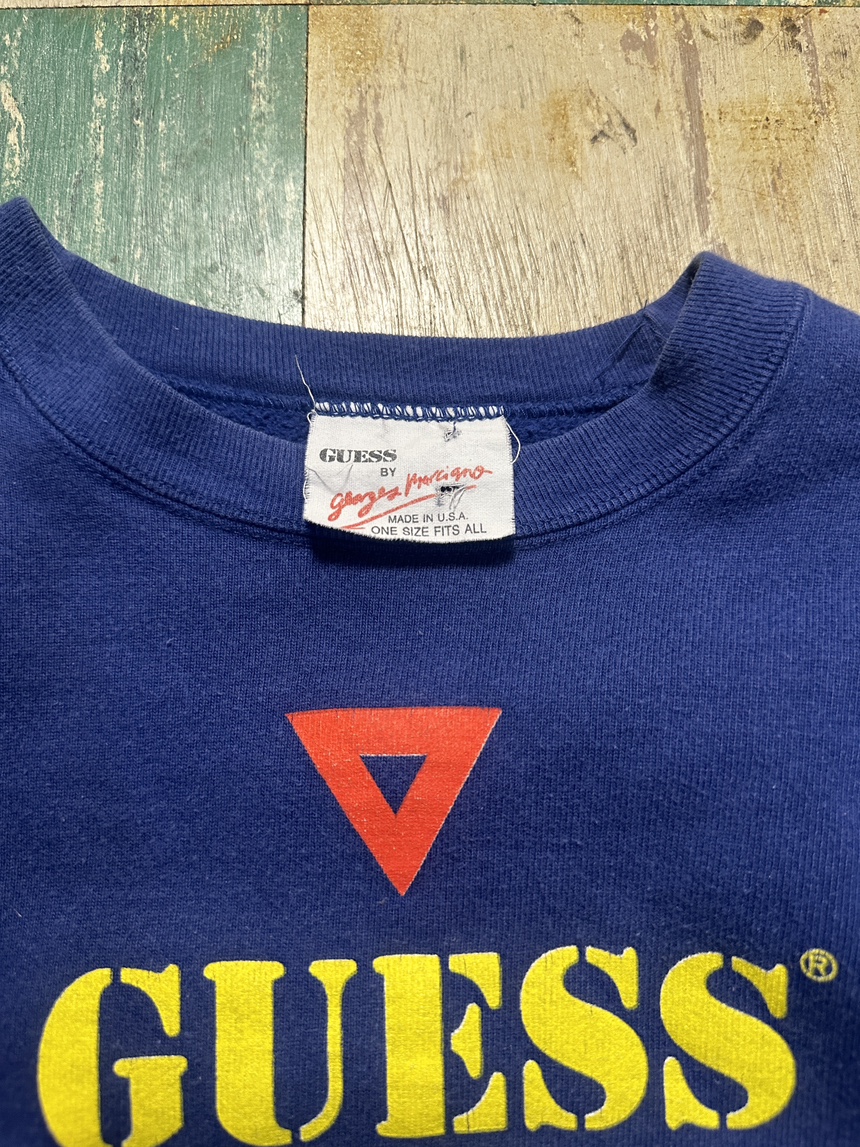 GUESS
BY
Georges Marciano
MADE IN U.S.A.
ONE SIZE FITS ALL
GUESS®